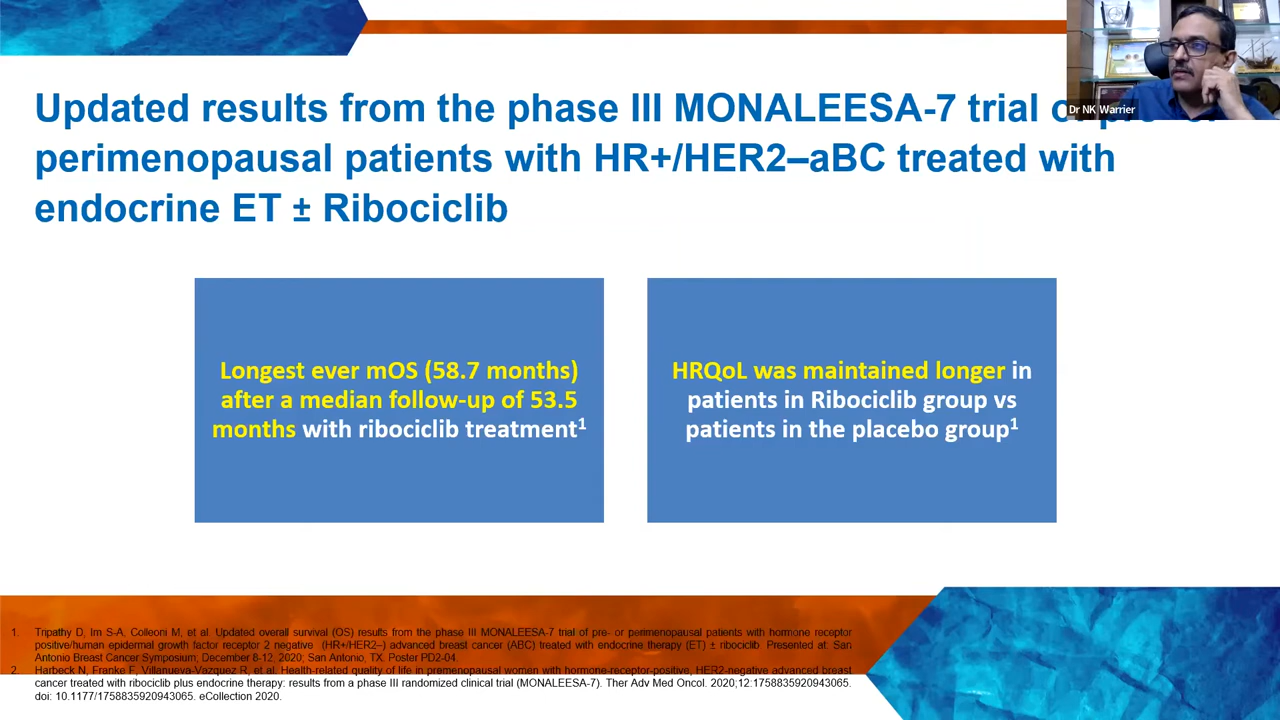 Updated results from the phase III MONALEESA-7 trial
perimenopausal patients with HR+/HER2–aBC treated with
endocrine ET ± Ribociclib
Dr NK Warrier
Longest ever mOS (58.7 months)
after a median follow-up of 53.5
months with ribociclib treatment1
HRQoL was maintained longer in
patients in Ribociclib group vs
patients in the placebo group1
1. Tripathy D, Im S-A, Colleoni M, et al. Updated overall survival (OS) results from the phase III MONALEESA-7 trial of pre- or perimenopausal patients with hormone receptor
positive/human epidermal growth factor receptor 2 negative (HR+/HER2–) advanced breast cancer (ABC) treated with endocrine therapy (ET) ± ribociclib. Presented at: San
Antonio Breast Cancer Symposium, December 8-12, 2020; San Antonio, TX. Poster PD2-04.
2. Harbeck N, Franke F, Villanueva-Vazquez R, et al. Health-related quality of life in premenopausal women with hormone-receptor-positive, HER2-negative advanced breast
cancer treated with ribociclib plus endocrine therapy: results from a phase III randomized clinical trial (MONALEESA-7). Ther Adv Med Oncol. 2020;12:1758835920943065.
doi: 10.1177/1758835920943065. eCollection 2020.